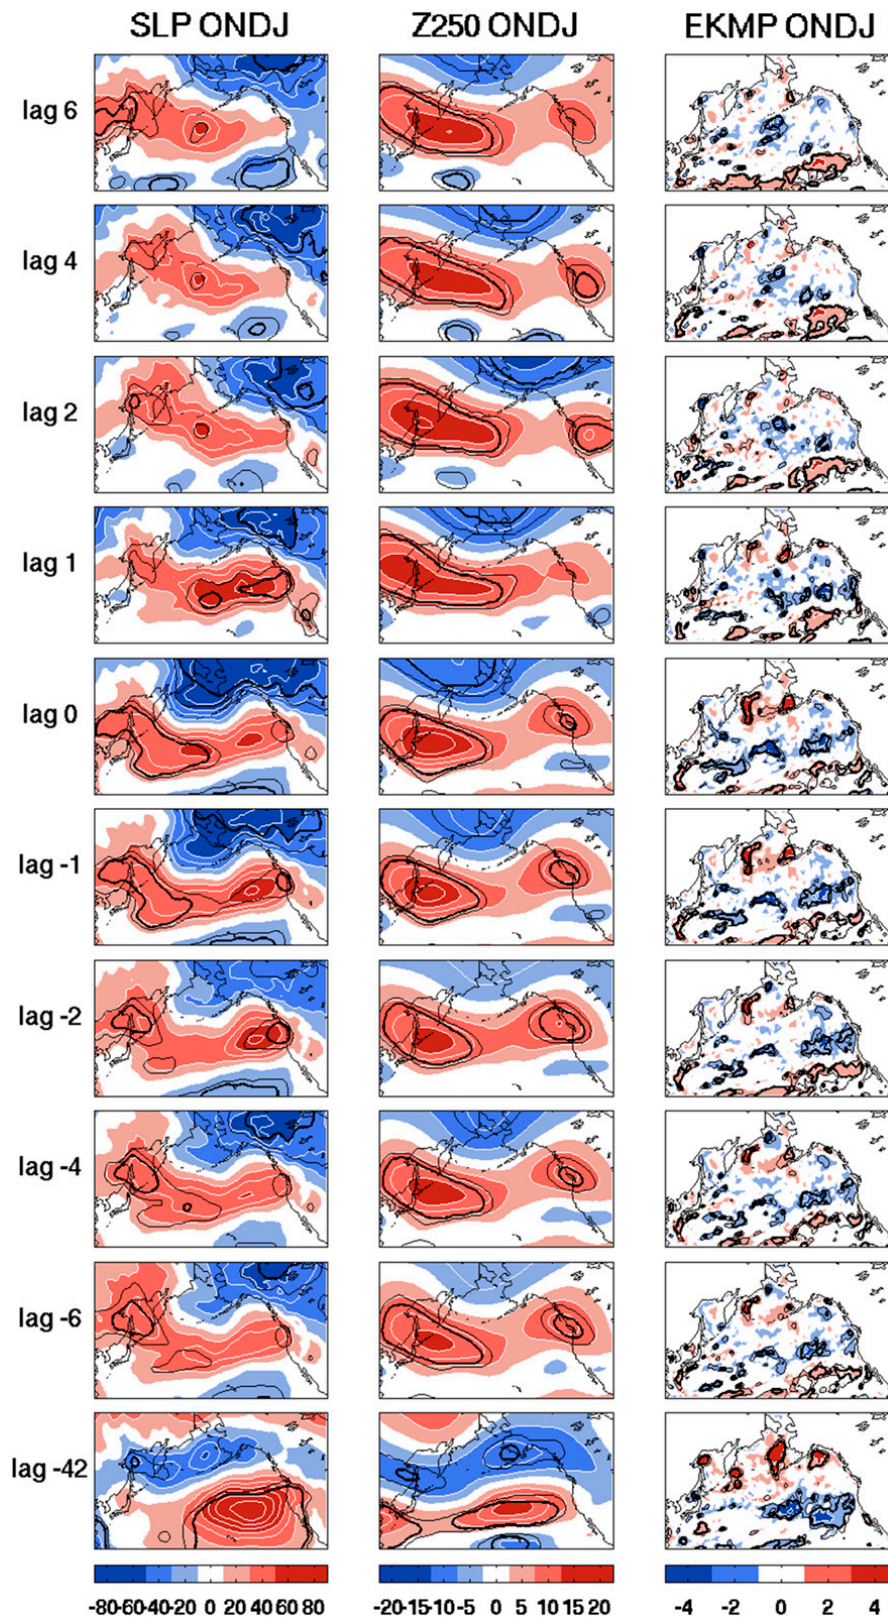 SLP ONDJ Z250 ONDJ EKMP ONDJ
lag 6
lag 4
lag 2
lag 1
lag 0
lag -1
lag -2
lag -4
lag -6
lag -42
-80-60-40-20 0 20 40 60 80 -20-15-10-5 0 5 10 15 20 -4 -2 0 2 4